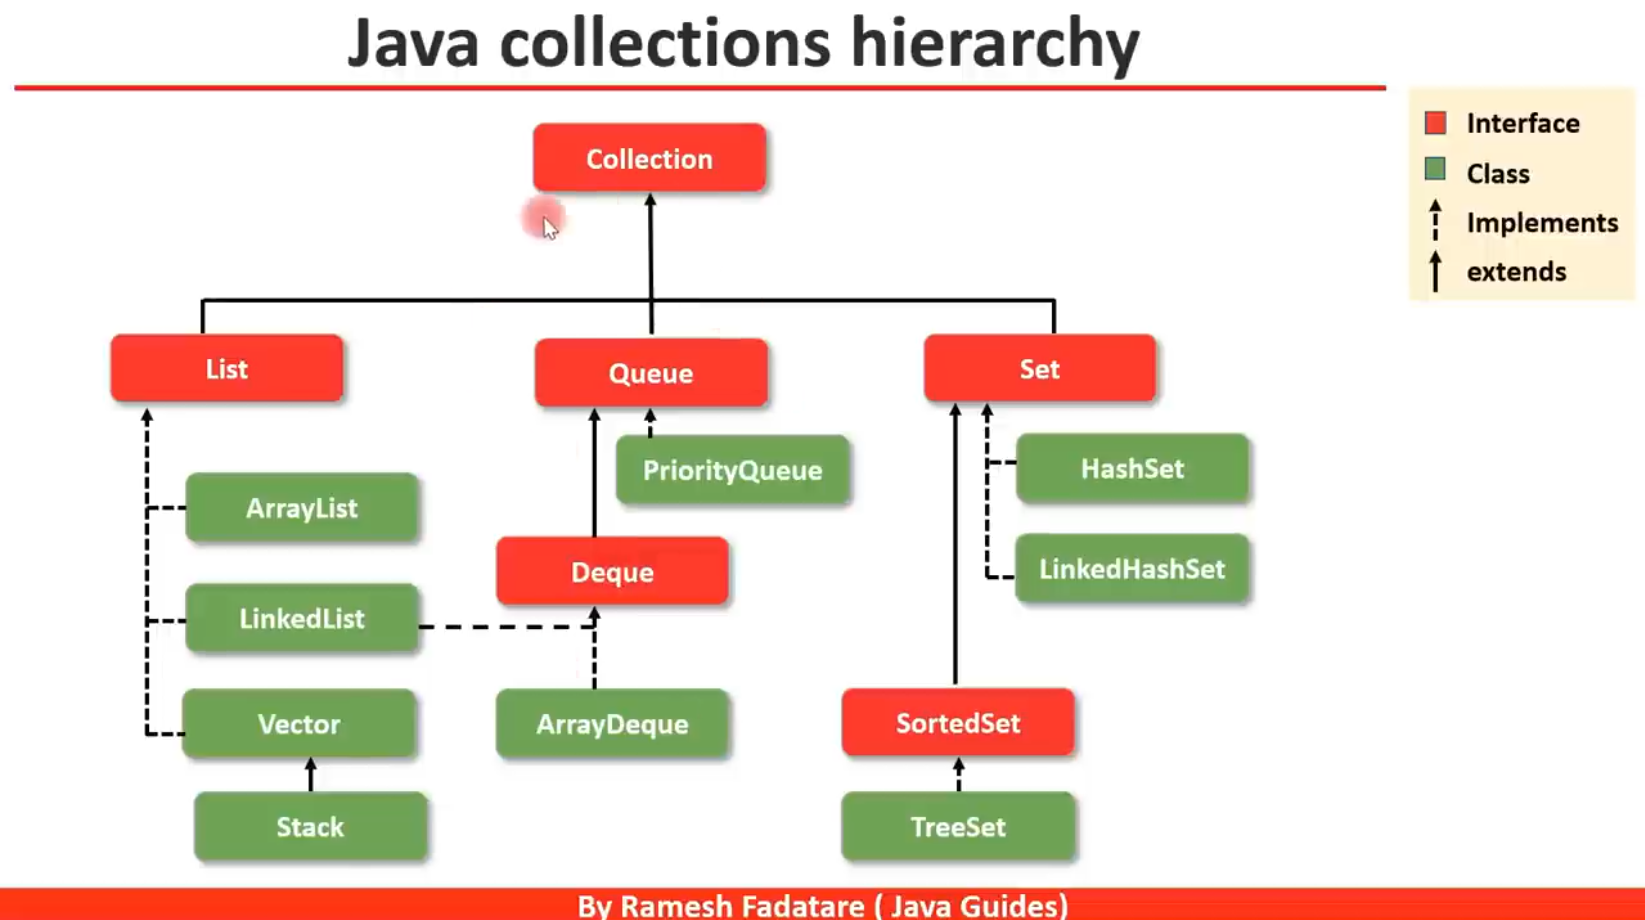 Java collections hierarchy
Interface
Class
Implements
extends
Collection
List
Queue
Set
PriorityQueue
HashSet
ArrayList
LinkedHashSet
Deque
LinkedList
Vector
ArrayDeque
SortedSet
Stack
TreeSet
By Ramesh Fadatare ( Java Guides)